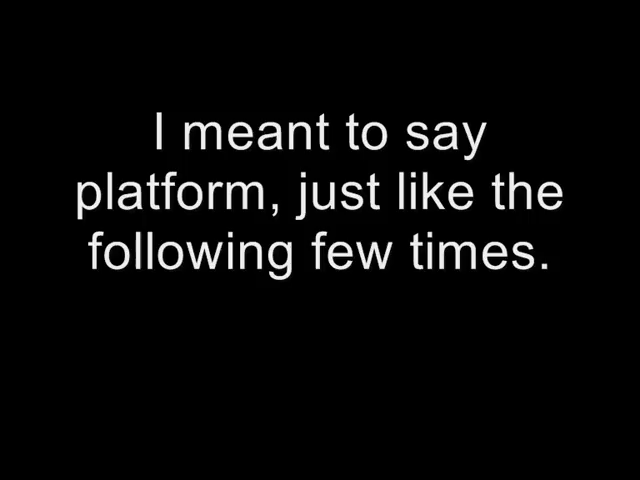 I meant to say
platform, just like the
following few times.